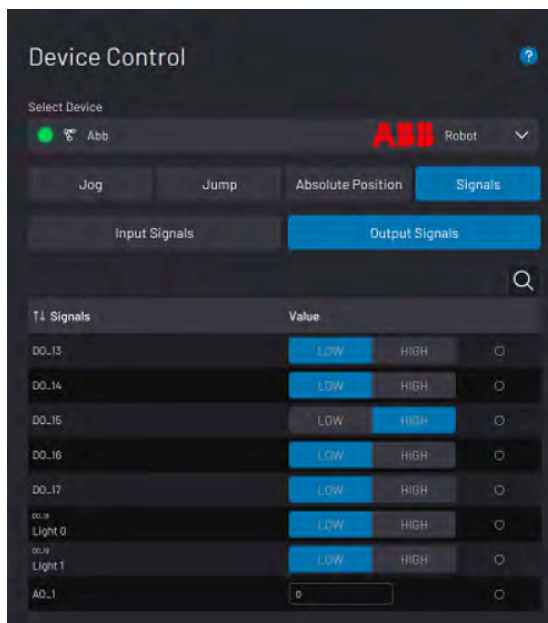 Device Control
?
Select Device
Abb ABB Robot
Jog Jump Absolute Position Signals
Input Signals Output Signals
↑↓ Signals Value
DO_13 LOW HIGH
DO_14 LOW HIGH
DO_15 LOW HIGH
DO_16 LOW HIGH
DO_17 LOW HIGH
DO_18
Light 0 LOW HIGH
DO_19
Light 1 LOW HIGH
AO_1 0